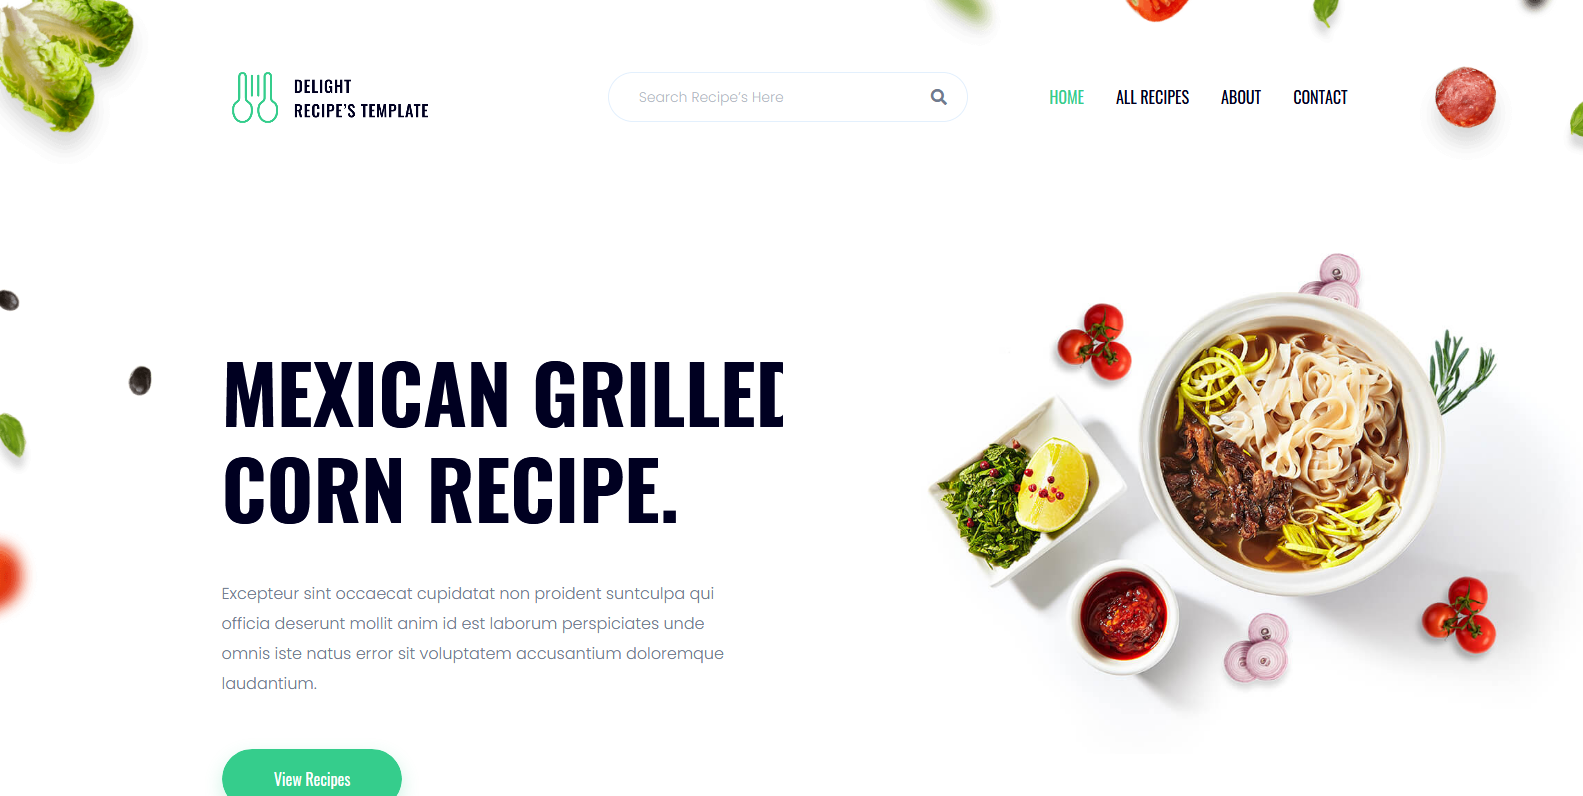 DELIGHT
RECIPE'S TEMPLATE
Search Recipe's Here
HOME
ALL RECIPES
ABOUT
CONTACT
MEXICAN GRILLED
CORN RECIPE.
Excepteur sint occaecat cupidatat non proident suntculpa qui
officia deserunt mollit anim id est laborum perspiciates unde
omnis iste natus error sit voluptatem accusantium doloremque
laudantium.
View Recipes